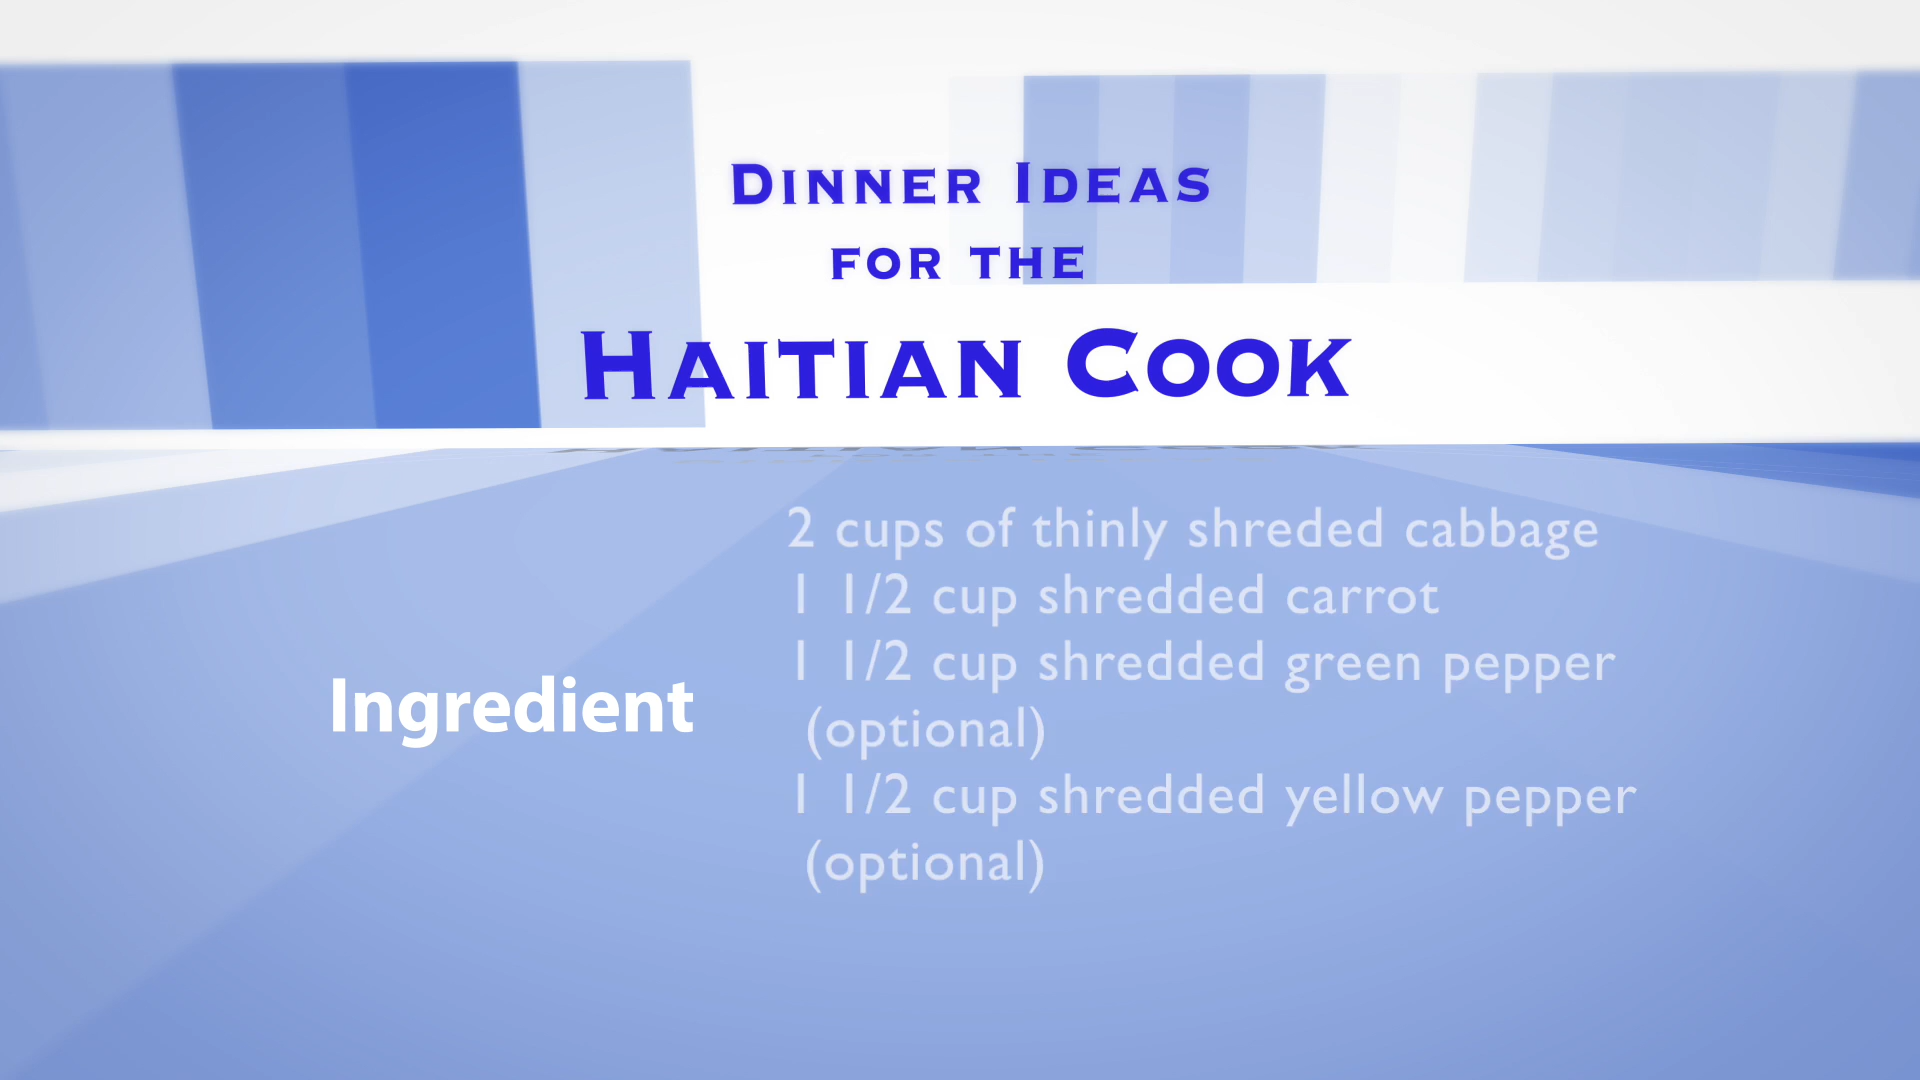 Dinner Ideas
for the
Haitian Cook
Ingredient
2 cups of thinly shreded cabbage
1 1/2 cup shredded carrot
1 1/2 cup shredded green pepper
(optional)
1 1/2 cup shredded yellow pepper
(optional)